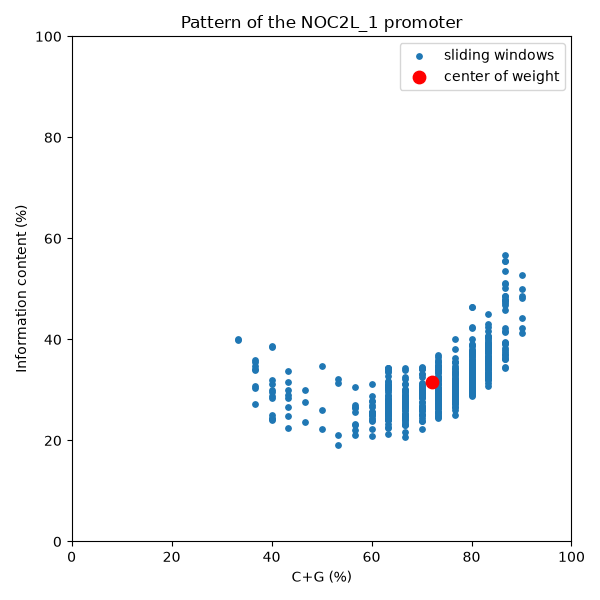 Pattern of the NOC2L_1 promoter
sliding windows
center of weight
Information content (%)
100
80
60
40
20
0
0 20 40 60 80 100
C+G (%)